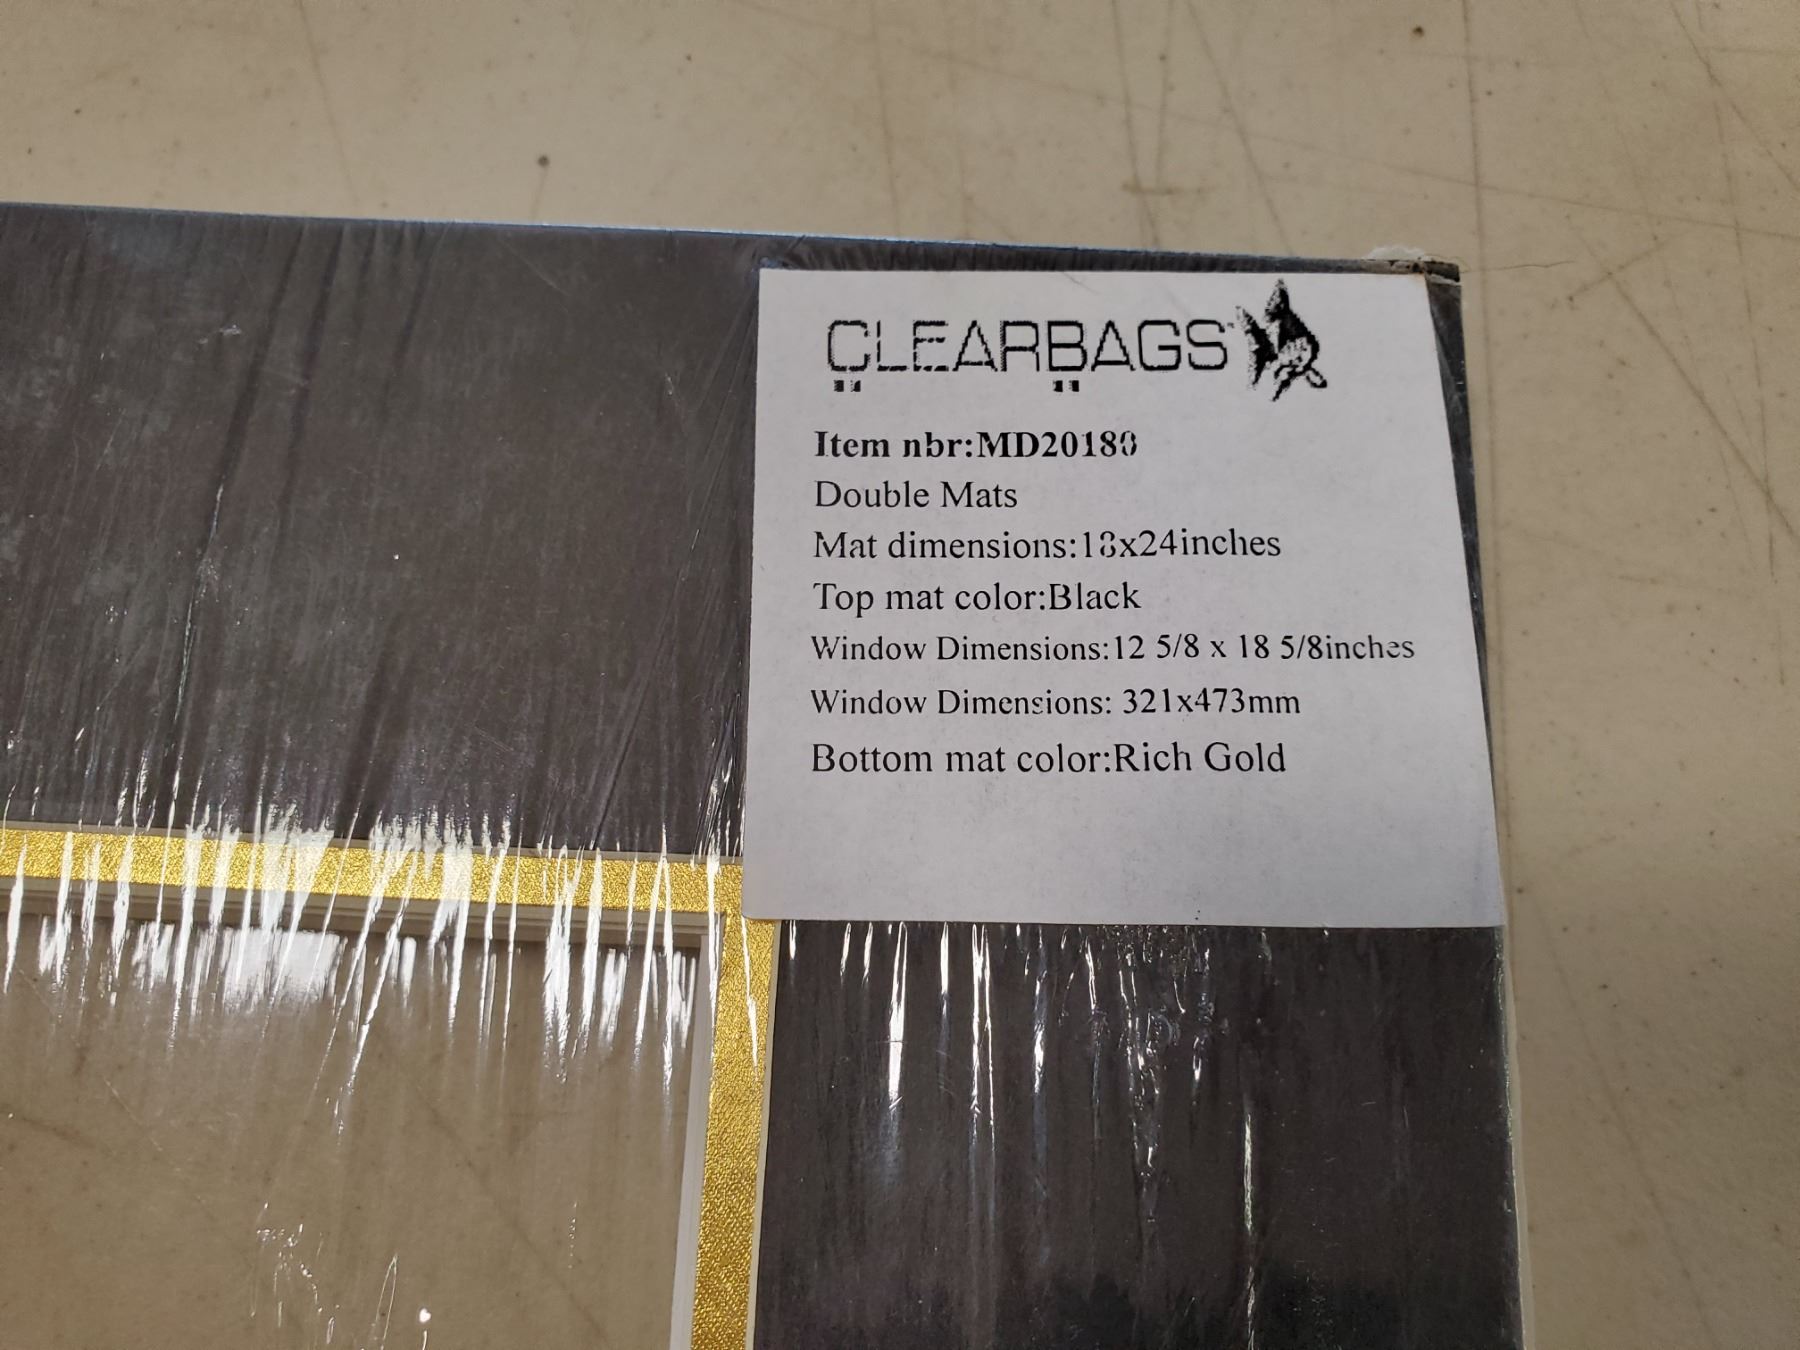 CLEARBAGS
Item nbr:MD20180
Double Mats
Mat dimensions:18x24inches
Top mat color:Black
Window Dimensions:12 5/8 x 18 5/8inches
Window Dimensions: 321x473mm
Bottom mat color:Rich Gold